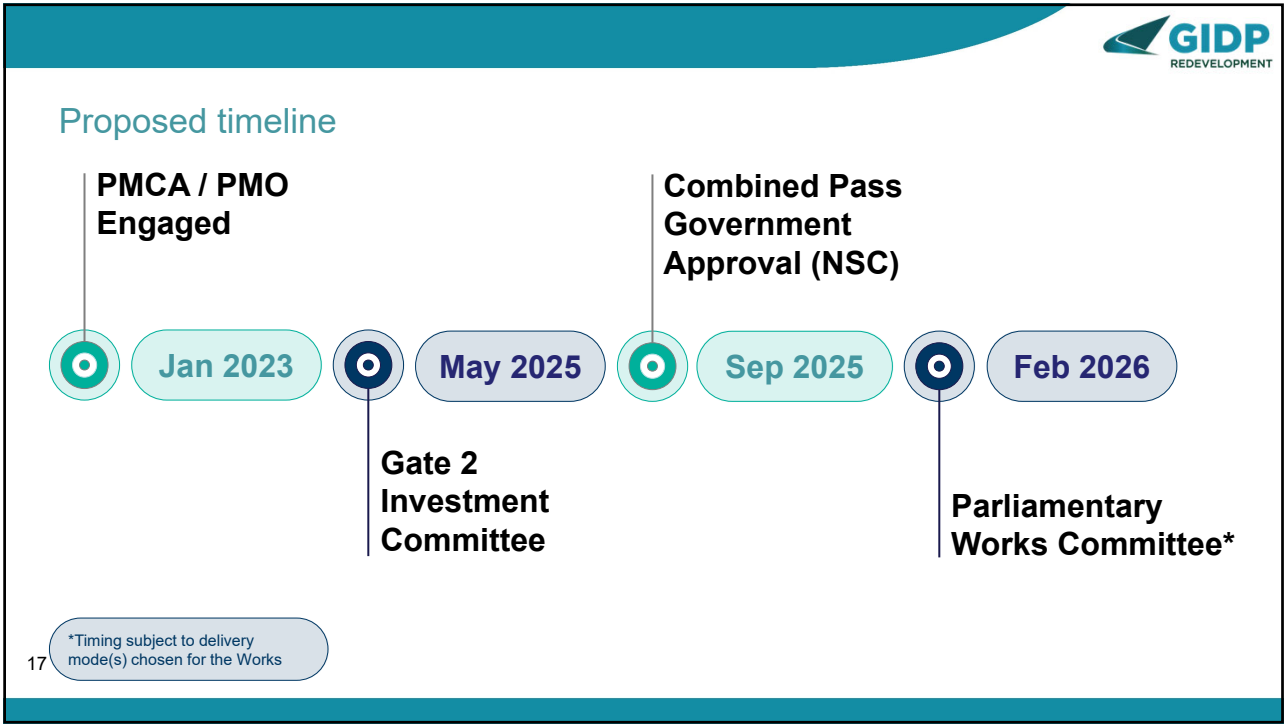 GIDP
REDEVELOPMENT
Proposed timeline
PMCA / PMO
Engaged
Combined Pass
Government
Approval (NSC)
Jan 2023
May 2025
Sep 2025
Feb 2026
Gate 2
Investment
Committee
Parliamentary
Works Committee*
*Timing subject to delivery
mode(s) chosen for the Works
17